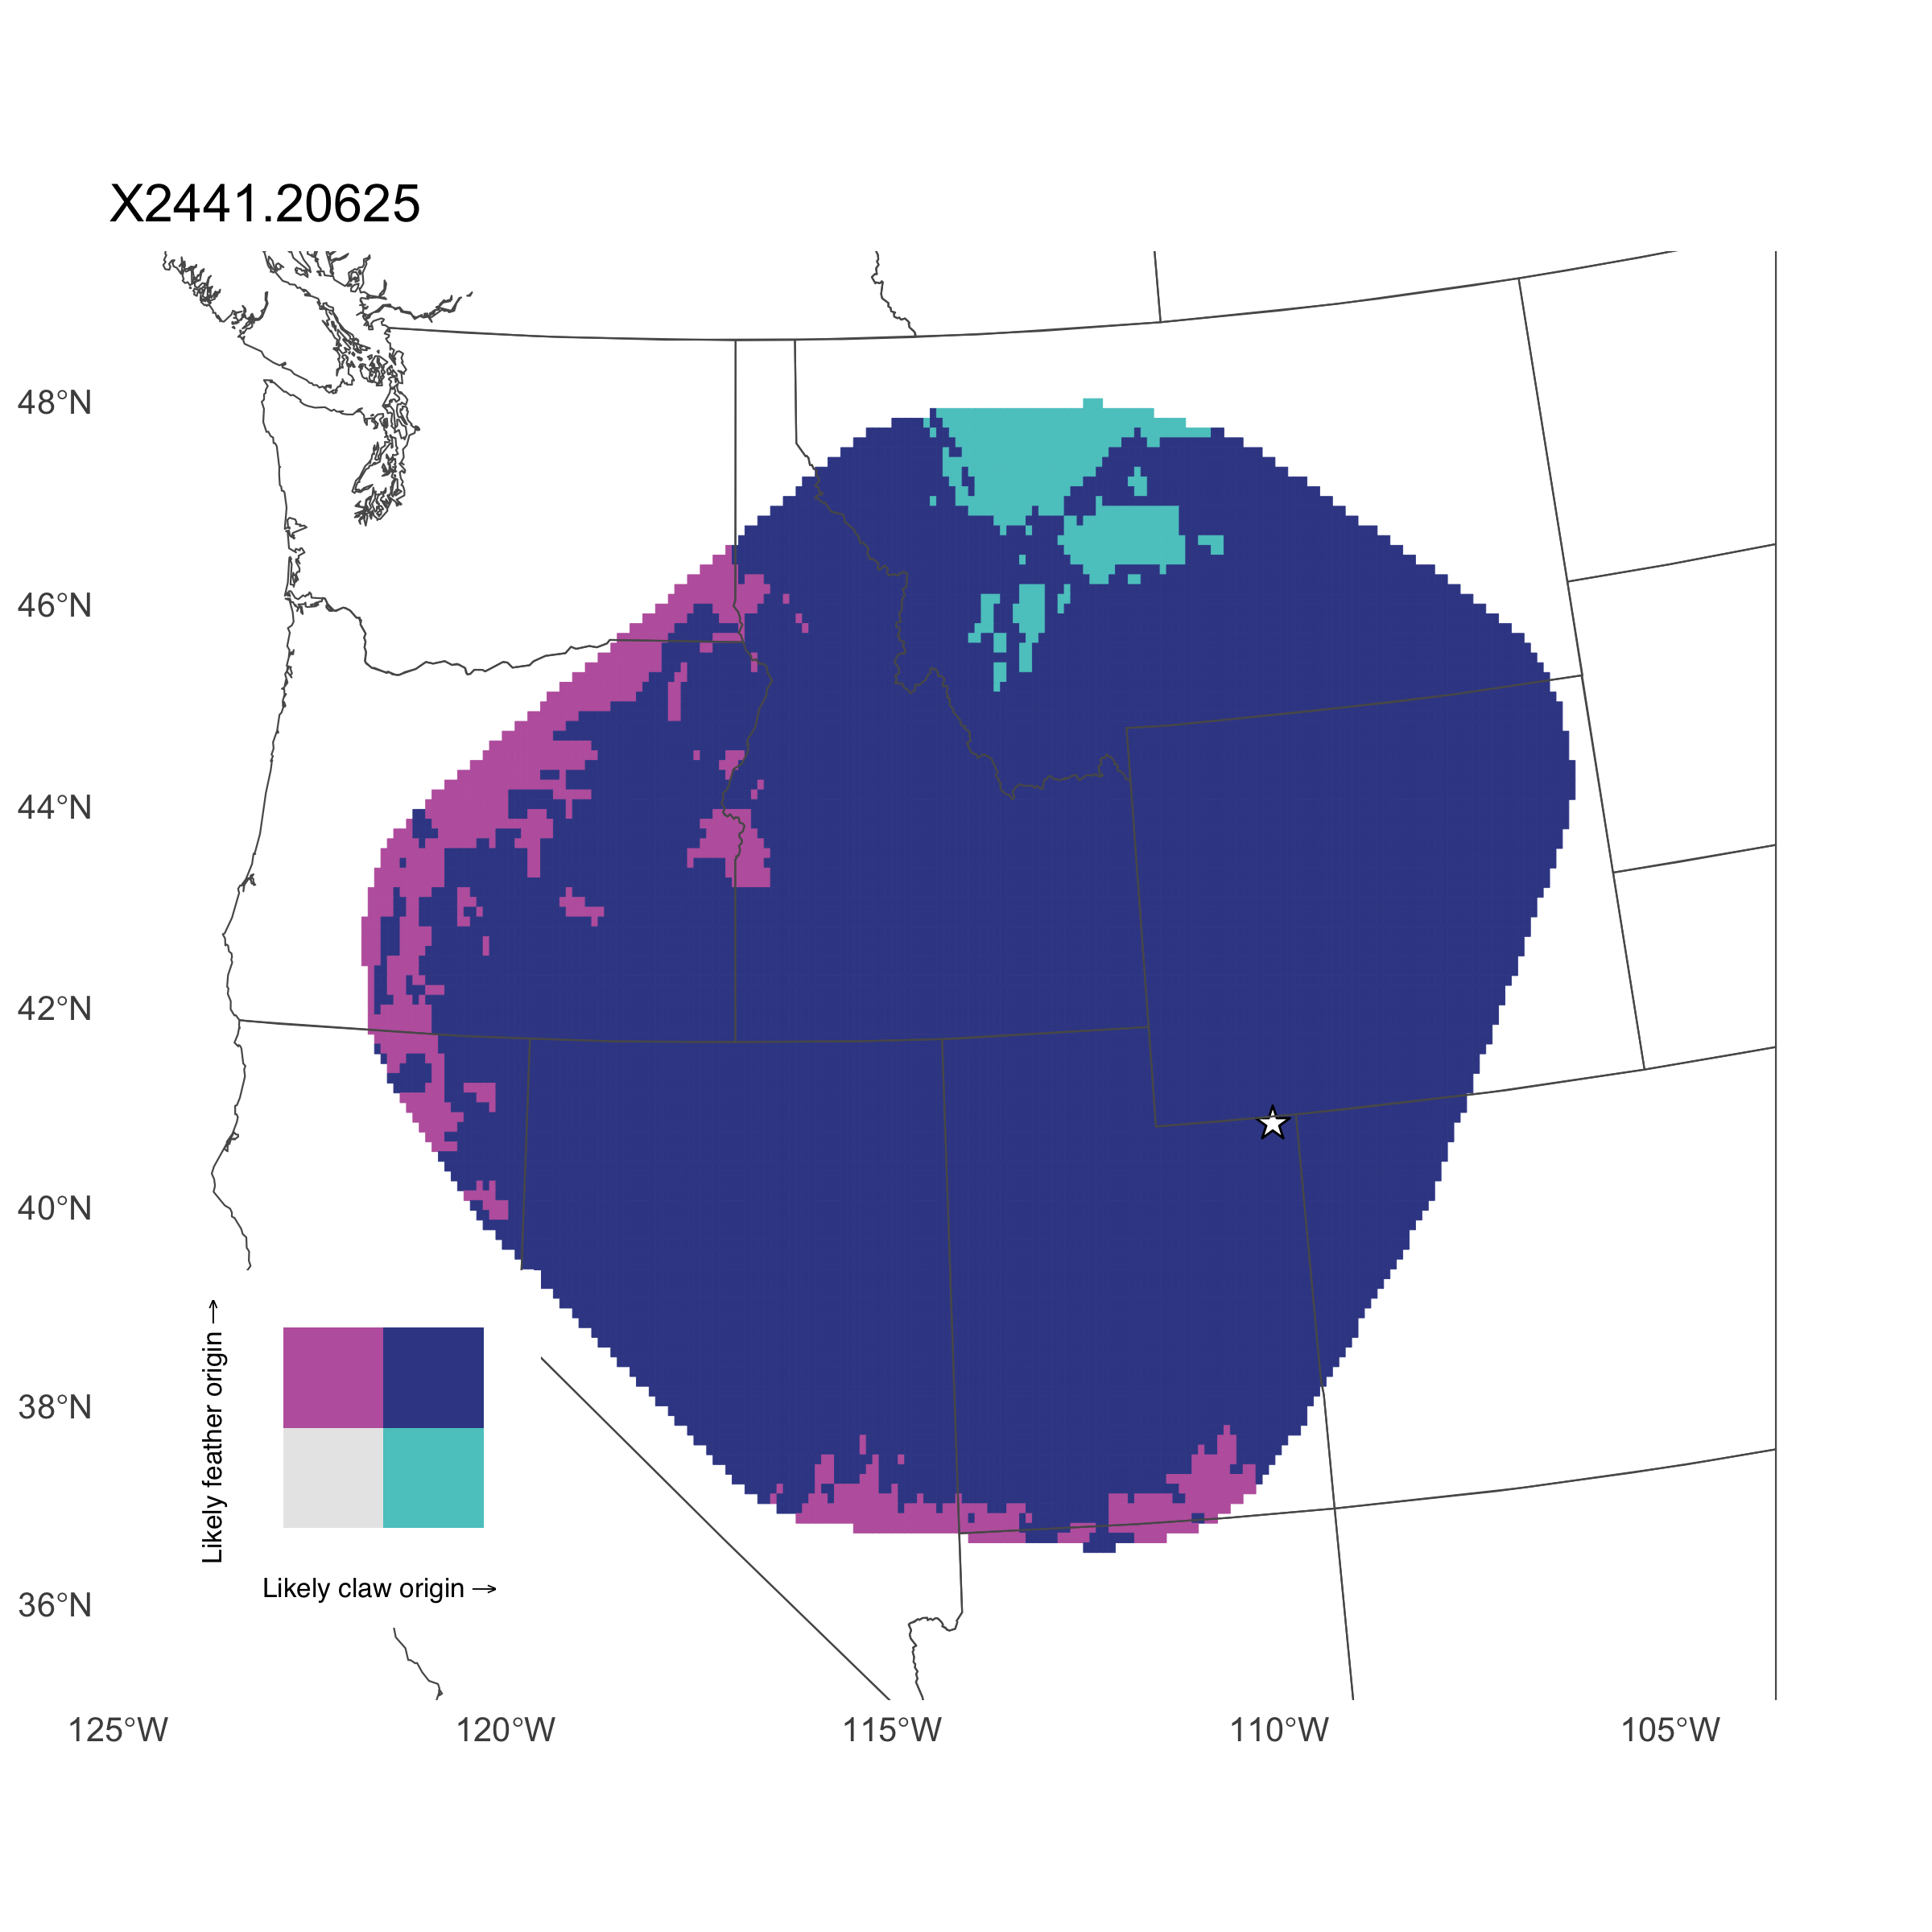 X2441.20625
48°N
46°N
44°N
42°N
40°N
38°N
36°N
Likely feather origin →
Likely claw origin →
125°W
120°W
115°W
110°W
105°W